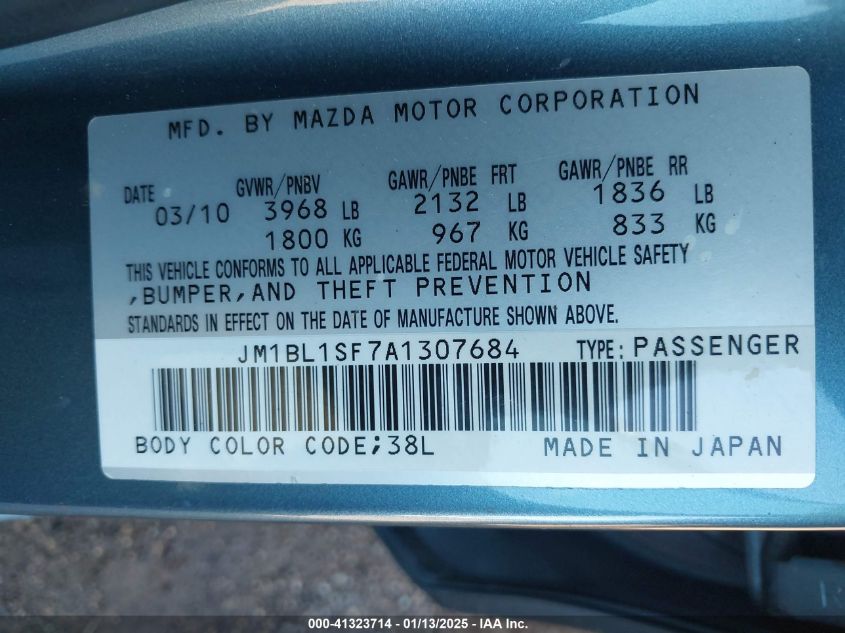 MFD. BY MAZDA MOTOR CORPORATION
DATE GVWR/PNBV GAWR/PNBE FRT GAWR/PNBE RR
03/10 3968 LB 2132 LB 1836 LB
1800 KG 967 KG 833 KG
THIS VEHICLE CONFORMS TO ALL APPLICABLE FEDERAL MOTOR VEHICLE SAFETY
,BUMPER,AND THEFT PREVENTION
STANDARDS IN EFFECT ON THE DATE OF MANUFACTURE SHOWN ABOVE.
JM1BL1SF7A1307684 TYPE: PASSENGER
BODY COLOR CODE;38L MADE IN JAPAN
000-41323714 - 01/13/2025 - IAA Inc.